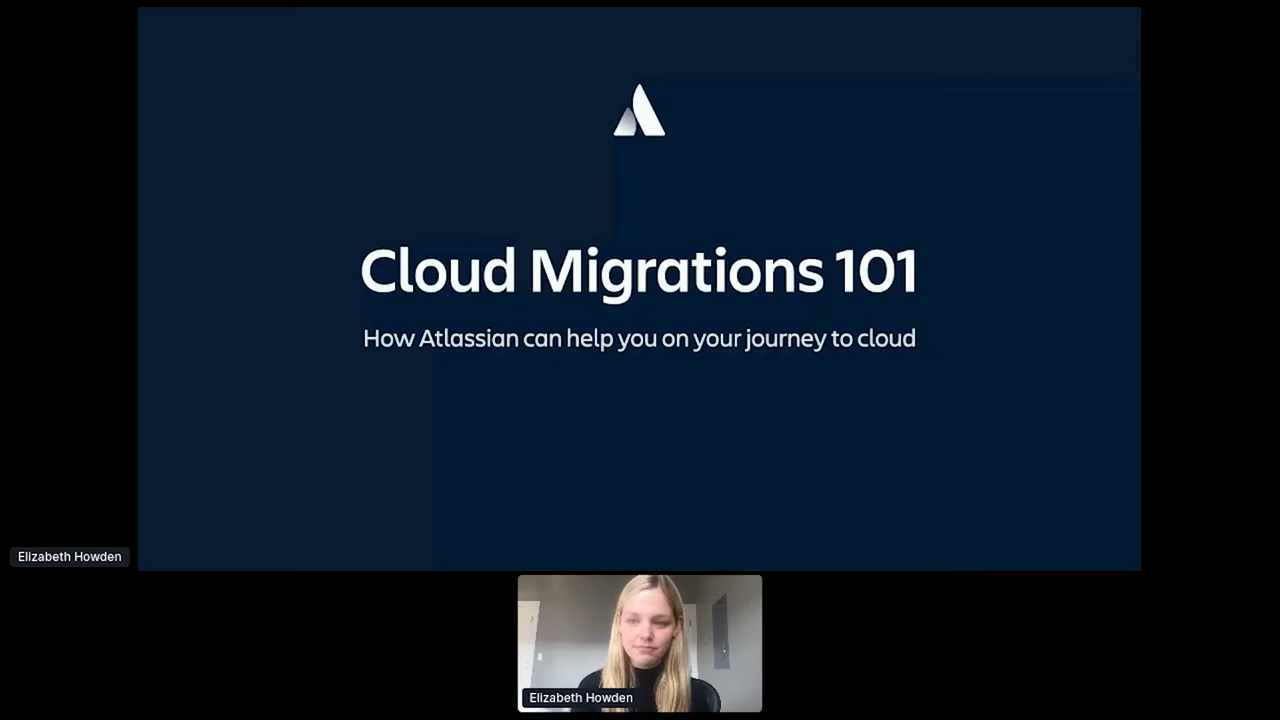 Cloud Migrations 101
How Atlassian can help you on your journey to cloud
Elizabeth Howden
Elizabeth Howden